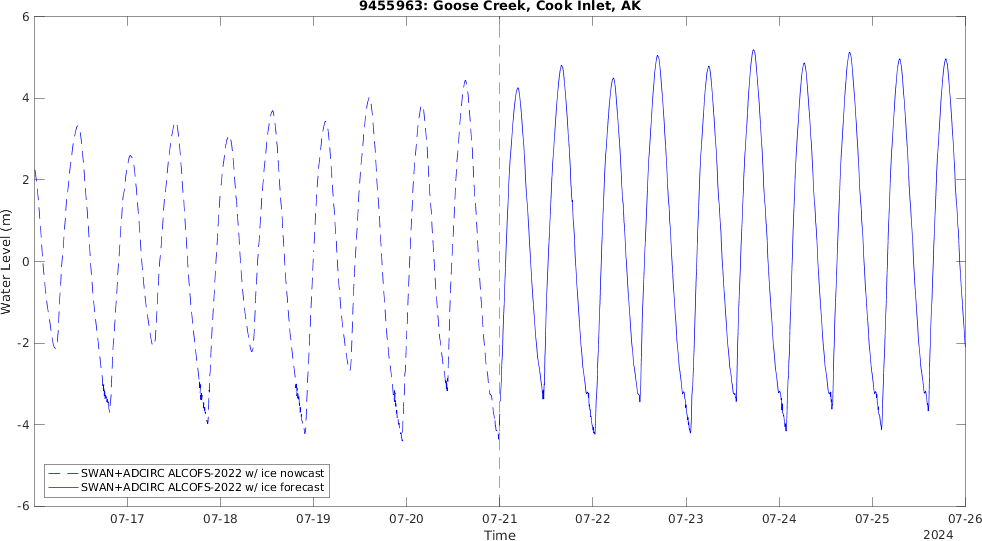 9455963: Goose Creek, Cook Inlet, AK
6
4
2
0
-2
-4
-6
Water Level (m)
SWAN+ADCIRC ALCOFS-2022 w/ ice nowcast
SWAN+ADCIRC ALCOFS-2022 w/ ice forecast
07-17 07-18 07-19 07-20 07-21 07-22 07-23 07-24 07-25 07-26
Time
2024